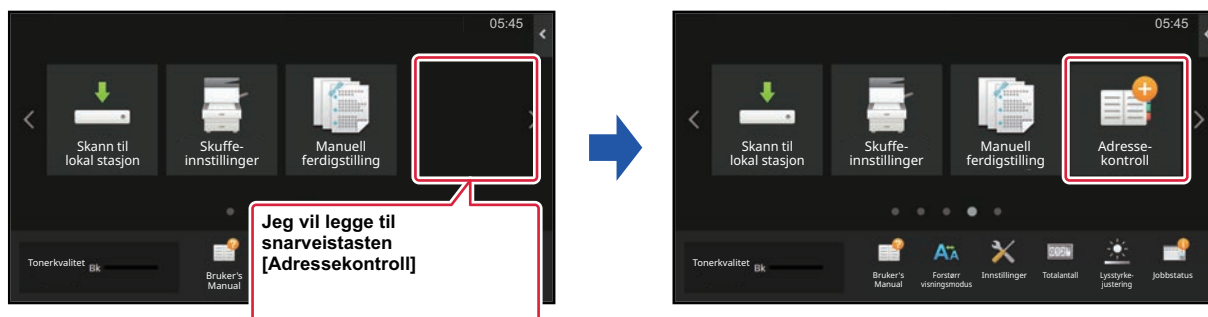 05:45
Skann til
lokal stasjon
Skuffe-
innstillinger
Manuell
ferdigstilling
Jeg vil legge til
snarveistasten
[Adressekontroll]
Tonerkvalitet
Bk
Bruker's
Manual
05:45
Skann til
lokal stasjon
Skuffe-
innstillinger
Manuell
ferdigstilling
Adresse-
kontroll
Tonerkvalitet
Bk
Bruker's
Manual
Forstørr
visningsmodus
Innstillinger
Totalantall
Lysstyrke-
justering
Jobbstatus